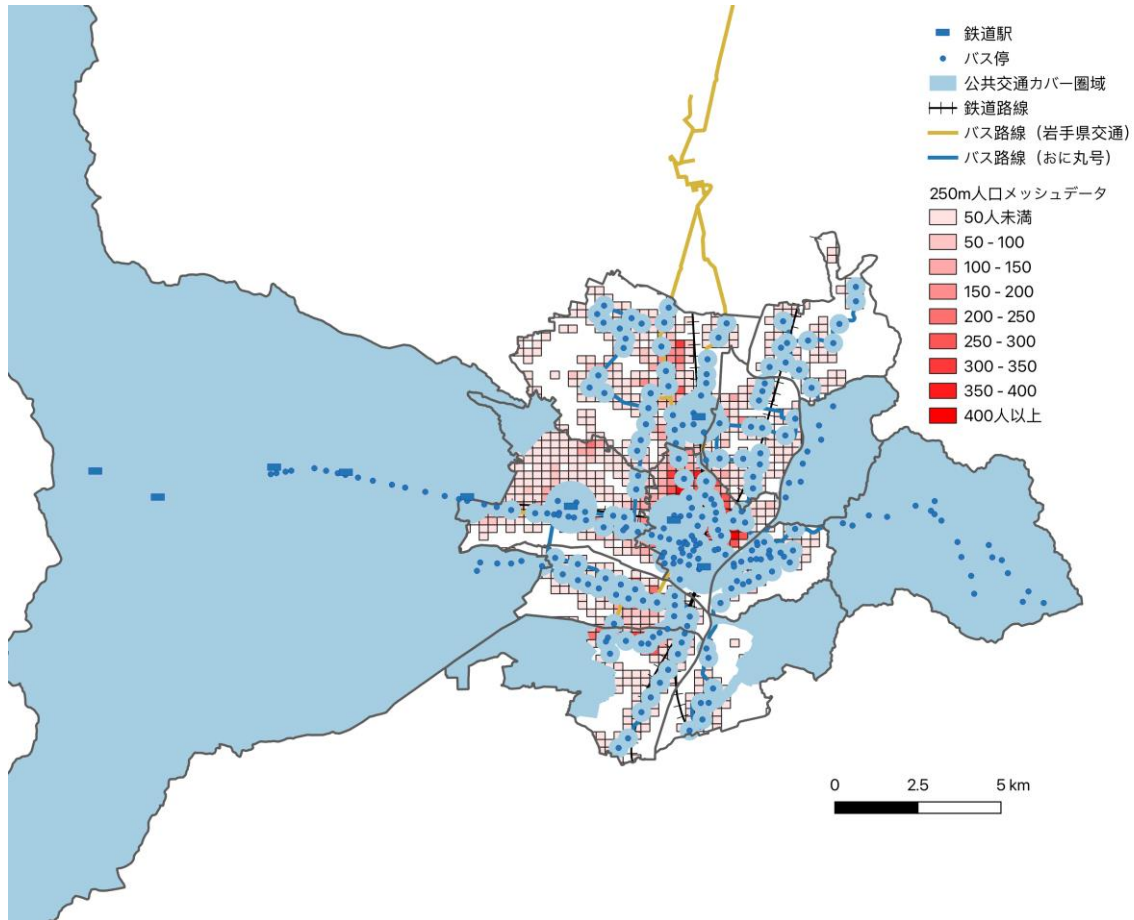 鉄道駅
バス停
公共交通カバー圏域
鉄道路線
バス路線（岩手県交通）
バス路線（おに丸号）
250m人口メッシュデータ
50人未満
50 - 100
100 - 150
150 - 200
200 - 250
250 - 300
300 - 350
350 - 400
400人以上
0 2.5 5 km